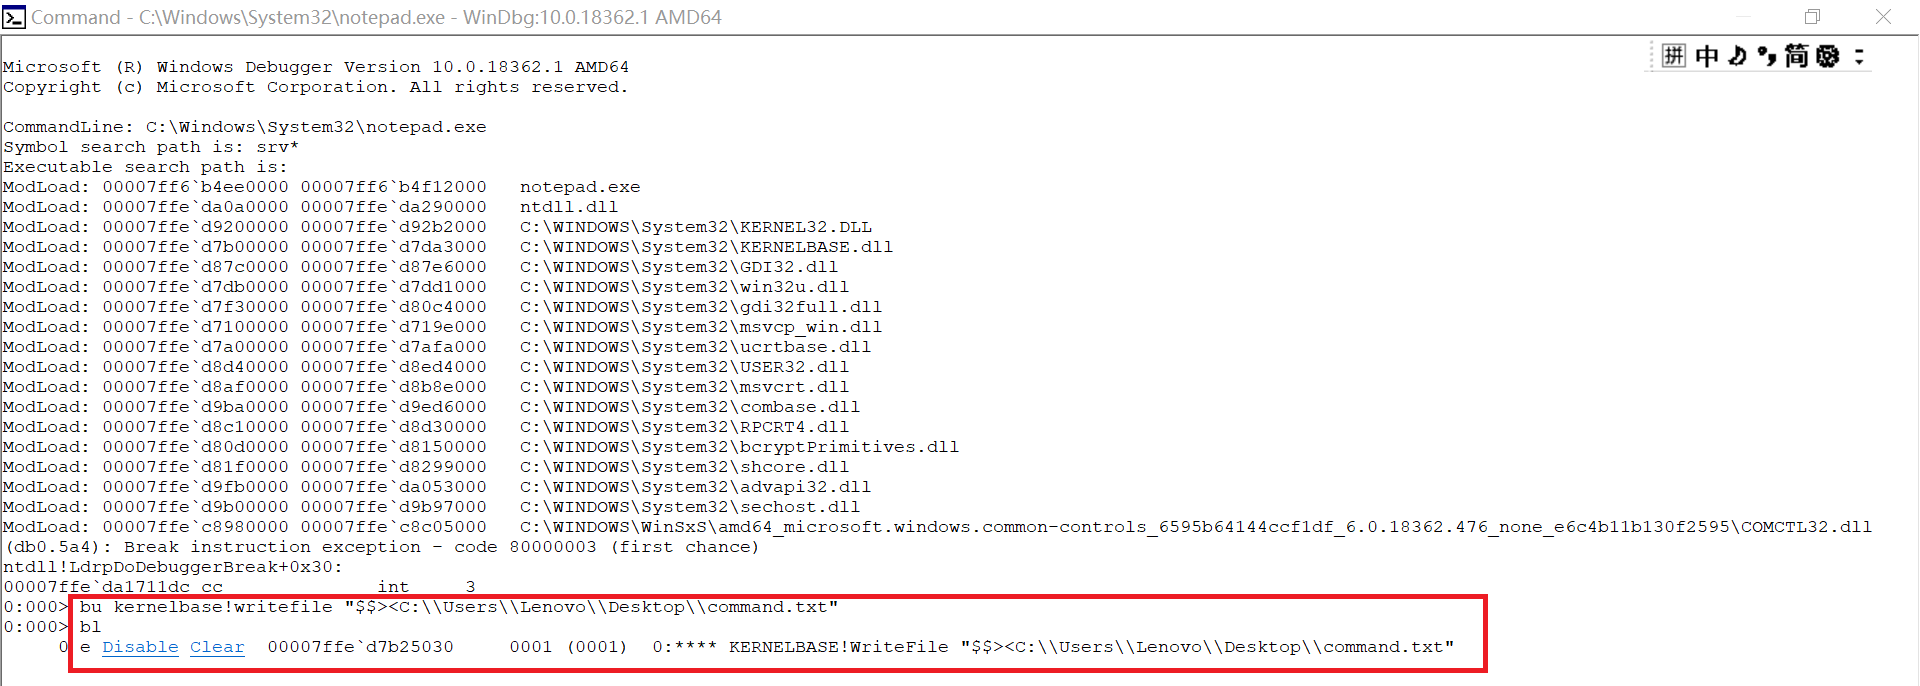 Command - C:\Windows\System32\notepad.exe - WinDbg:10.0.18362.1 AMD64
拼 中 简
Microsoft (R) Windows Debugger Version 10.0.18362.1 AMD64
Copyright (c) Microsoft Corporation. All rights reserved.
CommandLine: C:\Windows\System32\notepad.exe
Symbol search path is: srv*
Executable search path is:
ModLoad: 00007ff6`b4ee0000 00007ff6`b4f12000   notepad.exe
ModLoad: 00007ffe`da0a0000 00007ffe`da290000   ntdll.dll
ModLoad: 00007ffe`d9200000 00007ffe`d92b2000   C:\WINDOWS\System32\KERNEL32.DLL
ModLoad: 00007ffe`d7b00000 00007ffe`d7da3000   C:\WINDOWS\System32\KERNELBASE.dll
ModLoad: 00007ffe`d87c0000 00007ffe`d87e6000   C:\WINDOWS\System32\GDI32.dll
ModLoad: 00007ffe`d7db0000 00007ffe`d7dd1000   C:\WINDOWS\System32\win32u.dll
ModLoad: 00007ffe`d7f30000 00007ffe`d80c4000   C:\WINDOWS\System32\gdi32full.dll
ModLoad: 00007ffe`d7100000 00007ffe`d719e000   C:\WINDOWS\System32\msvcp_win.dll
ModLoad: 00007ffe`d7a00000 00007ffe`d7afa000   C:\WINDOWS\System32\ucrtbase.dll
ModLoad: 00007ffe`d8d40000 00007ffe`d8ed4000   C:\WINDOWS\System32\USER32.dll
ModLoad: 00007ffe`d8af0000 00007ffe`d8b8e000   C:\WINDOWS\System32\msvcrt.dll
ModLoad: 00007ffe`d9ba0000 00007ffe`d9ed6000   C:\WINDOWS\System32\combase.dll
ModLoad: 00007ffe`d8c10000 00007ffe`d8d30000   C:\WINDOWS\System32\RPCRT4.dll
ModLoad: 00007ffe`d80d0000 00007ffe`d8150000   C:\WINDOWS\System32\bcryptPrimitives.dll
ModLoad: 00007ffe`d81f0000 00007ffe`d8299000   C:\WINDOWS\System32\shcore.dll
ModLoad: 00007ffe`d9fb0000 00007ffe`da053000   C:\WINDOWS\System32\advapi32.dll
ModLoad: 00007ffe`d9b00000 00007ffe`d9b97000   C:\WINDOWS\System32\sechost.dll
ModLoad: 00007ffe`c8980000 00007ffe`c8c05000   C:\WINDOWS\WinSxS\amd64_microsoft.windows.common-controls_6595b64144ccf1df_6.0.18362.476_none_e6c4b11b130f2595\COMCTL32.dll
(db0.5a4): Break instruction exception - code 80000003 (first chance)
ntdll!LdrpDoDebuggerBreak+0x30:
00007ffe`da1711dc cc              int     3
0:000> bu kernelbase!writefile "$$><C:\\Users\\Lenovo\\Desktop\\command.txt"
0:000> bl
0 e Disable Clear  00007ffe`d7b25030     0001 (0001)  0:**** KERNELBASE!WriteFile "$$><C:\\Users\\Lenovo\\Desktop\\command.txt"